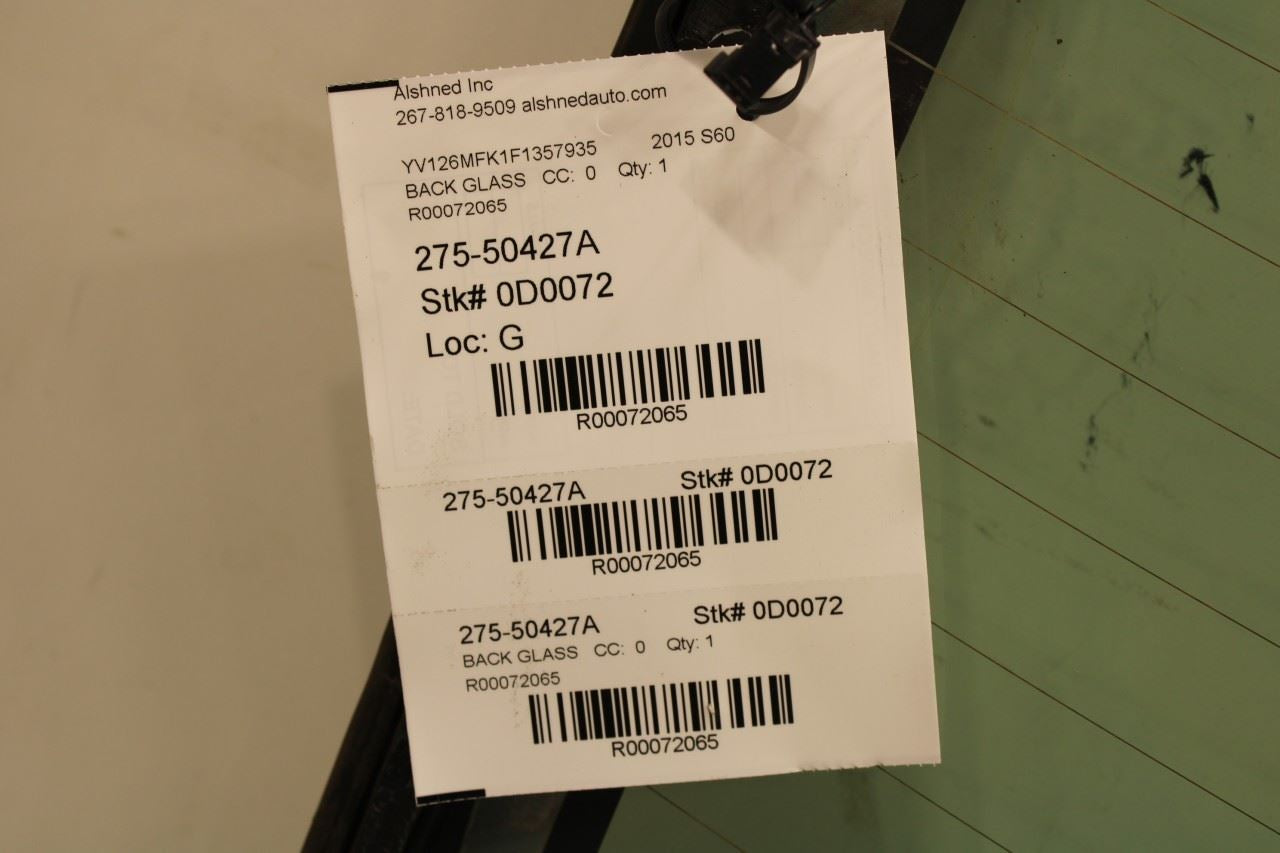 Alshned Inc
267-818-9509 alshnedauto.com
YV126MFK1F1357935 2015 S60
BACK GLASS CC: 0 Qty: 1
R00072065
275-50427A
Stk# 0D0072
Loc: G
R00072065
275-50427A Stk# 0D0072
R00072065
275-50427A Stk# 0D0072
BACK GLASS CC: 0 Qty: 1
R00072065
R00072065